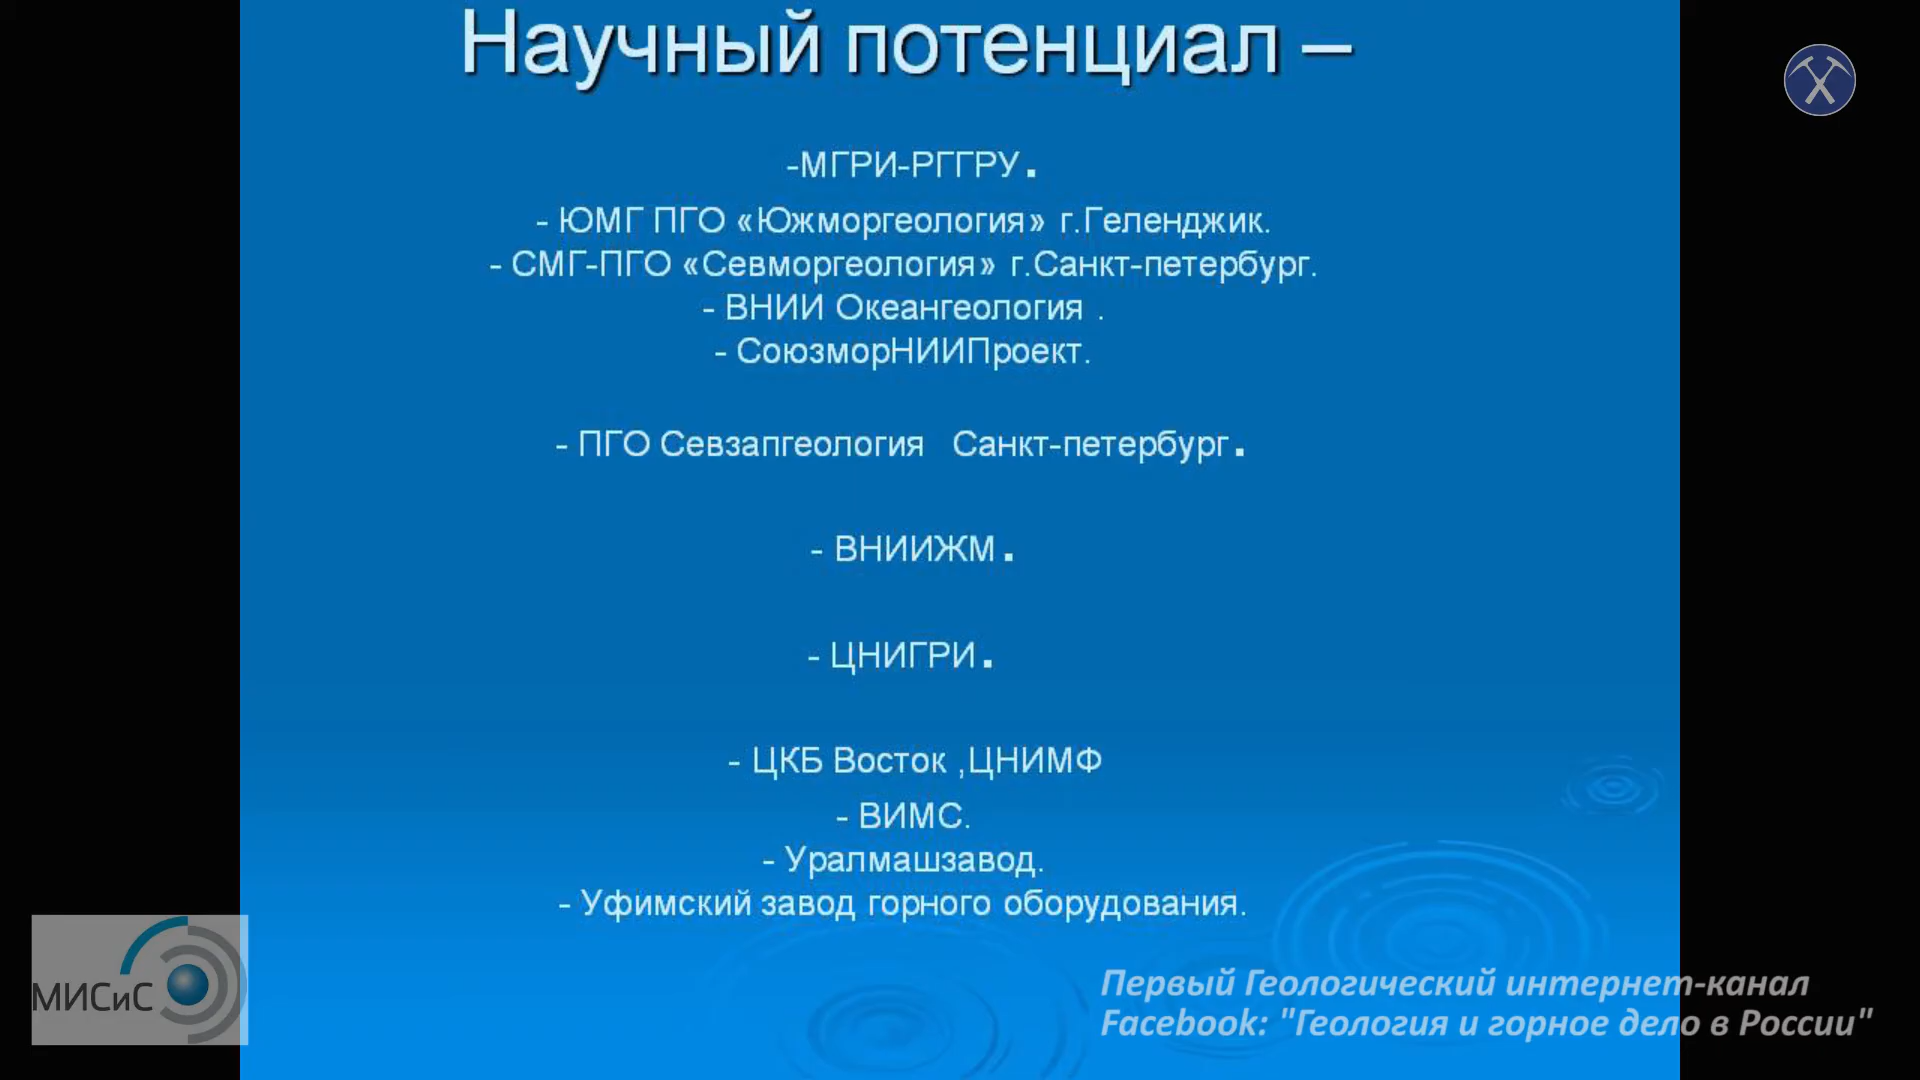 Научный потенциал –
-МГРИ-РГГРУ.
- ЮМГ ПГО «Южморгеология» г.Геленджик.
- СМГ-ПГО «Севморгеология» г.Санкт-петербург.
- ВНИИ Океангеология .
- СоюзморНИИПроект.
- ПГО Севзапгеология Санкт-петербург.
- ВНИИЖМ.
- ЦНИГРИ.
- ЦКБ Восток ,ЦНИМФ
- ВИМС.
- Уралмашзавод.
- Уфимский завод горного оборудования.
МИСиС
Первый Геологический интернет-канал
Facebook: "Геология и горное дело в России"